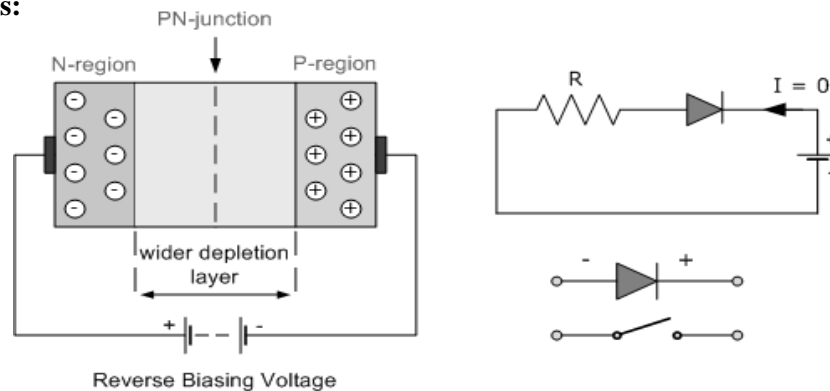 s:
PN-junction
N-region
P-region
wider depletion
layer
+ -
Reverse Biasing Voltage
R
I = 0
+
-
- +